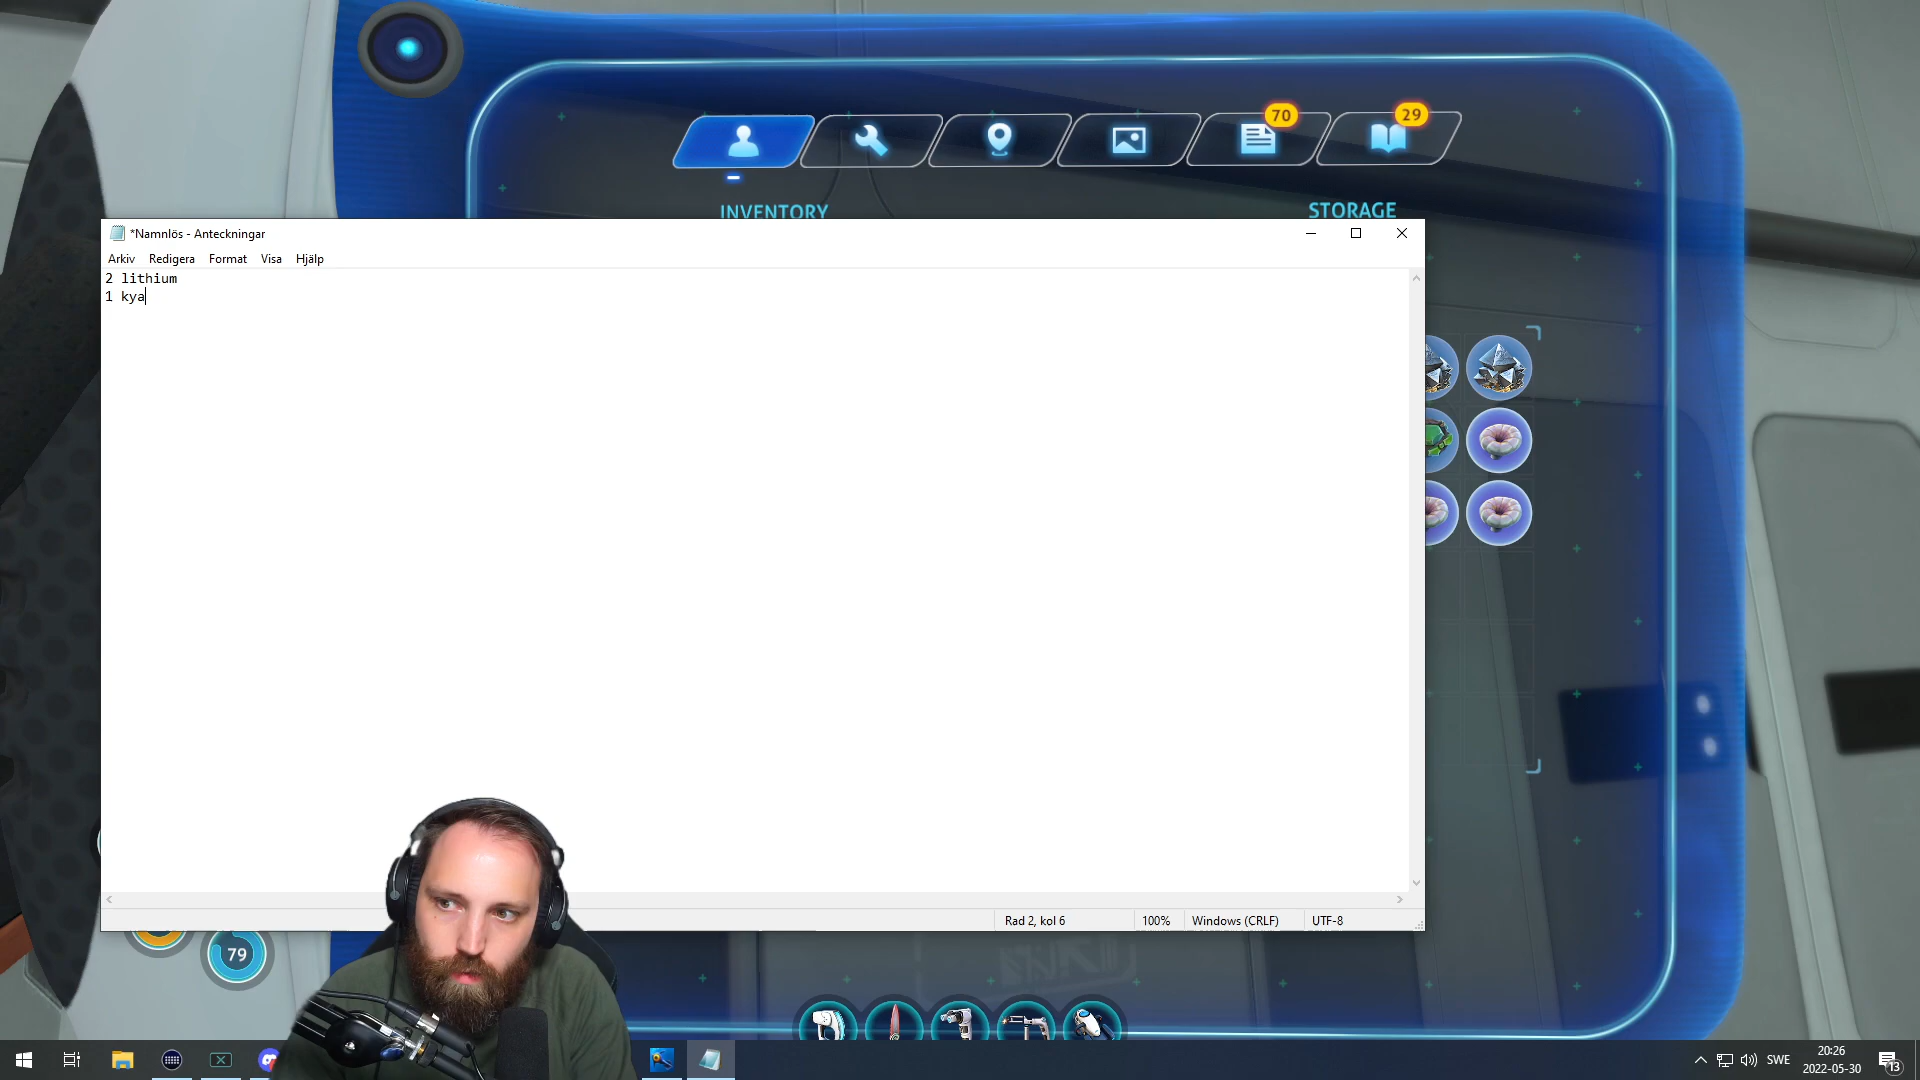 70
29
INVENTORY
STORAGE
*Namnlös - Anteckningar
Arkiv Redigera Format Visa Hjälp
2 lithium
1 kya
Rad 2, kol 6
100%
Windows (CRLF)
UTF-8
79
SWE
20:26
2022-05-30
13